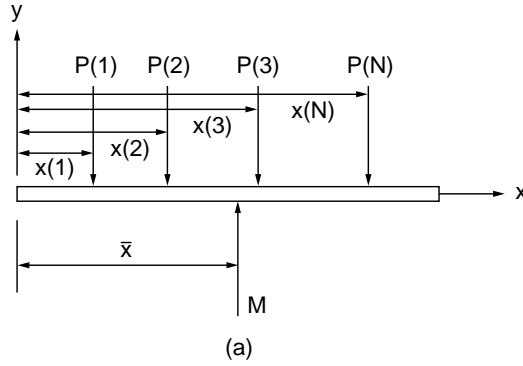 y
P(1) P(2) P(3) P(N)
x(N)
x(3)
x(2)
x(1)
x
x̄
M
(a)